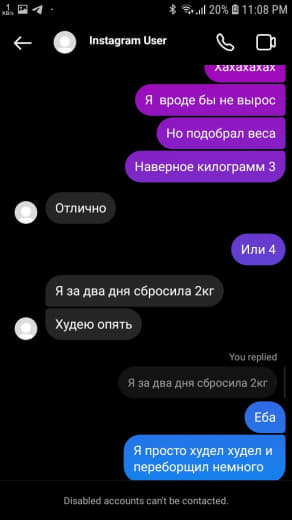 1
KB/s
20%
11:08 PM
Instagram User
Хахахахах
Я вроде бы не вырос
Но подобрал веса
Наверное килограмм 3
Отлично
Или 4
Я за два дня сбросила 2кг
Худею опять
You replied
Я за два дня сбросила 2кг
Еба
Я просто худел худел и
переборщил немного
Disabled accounts can't be contacted.